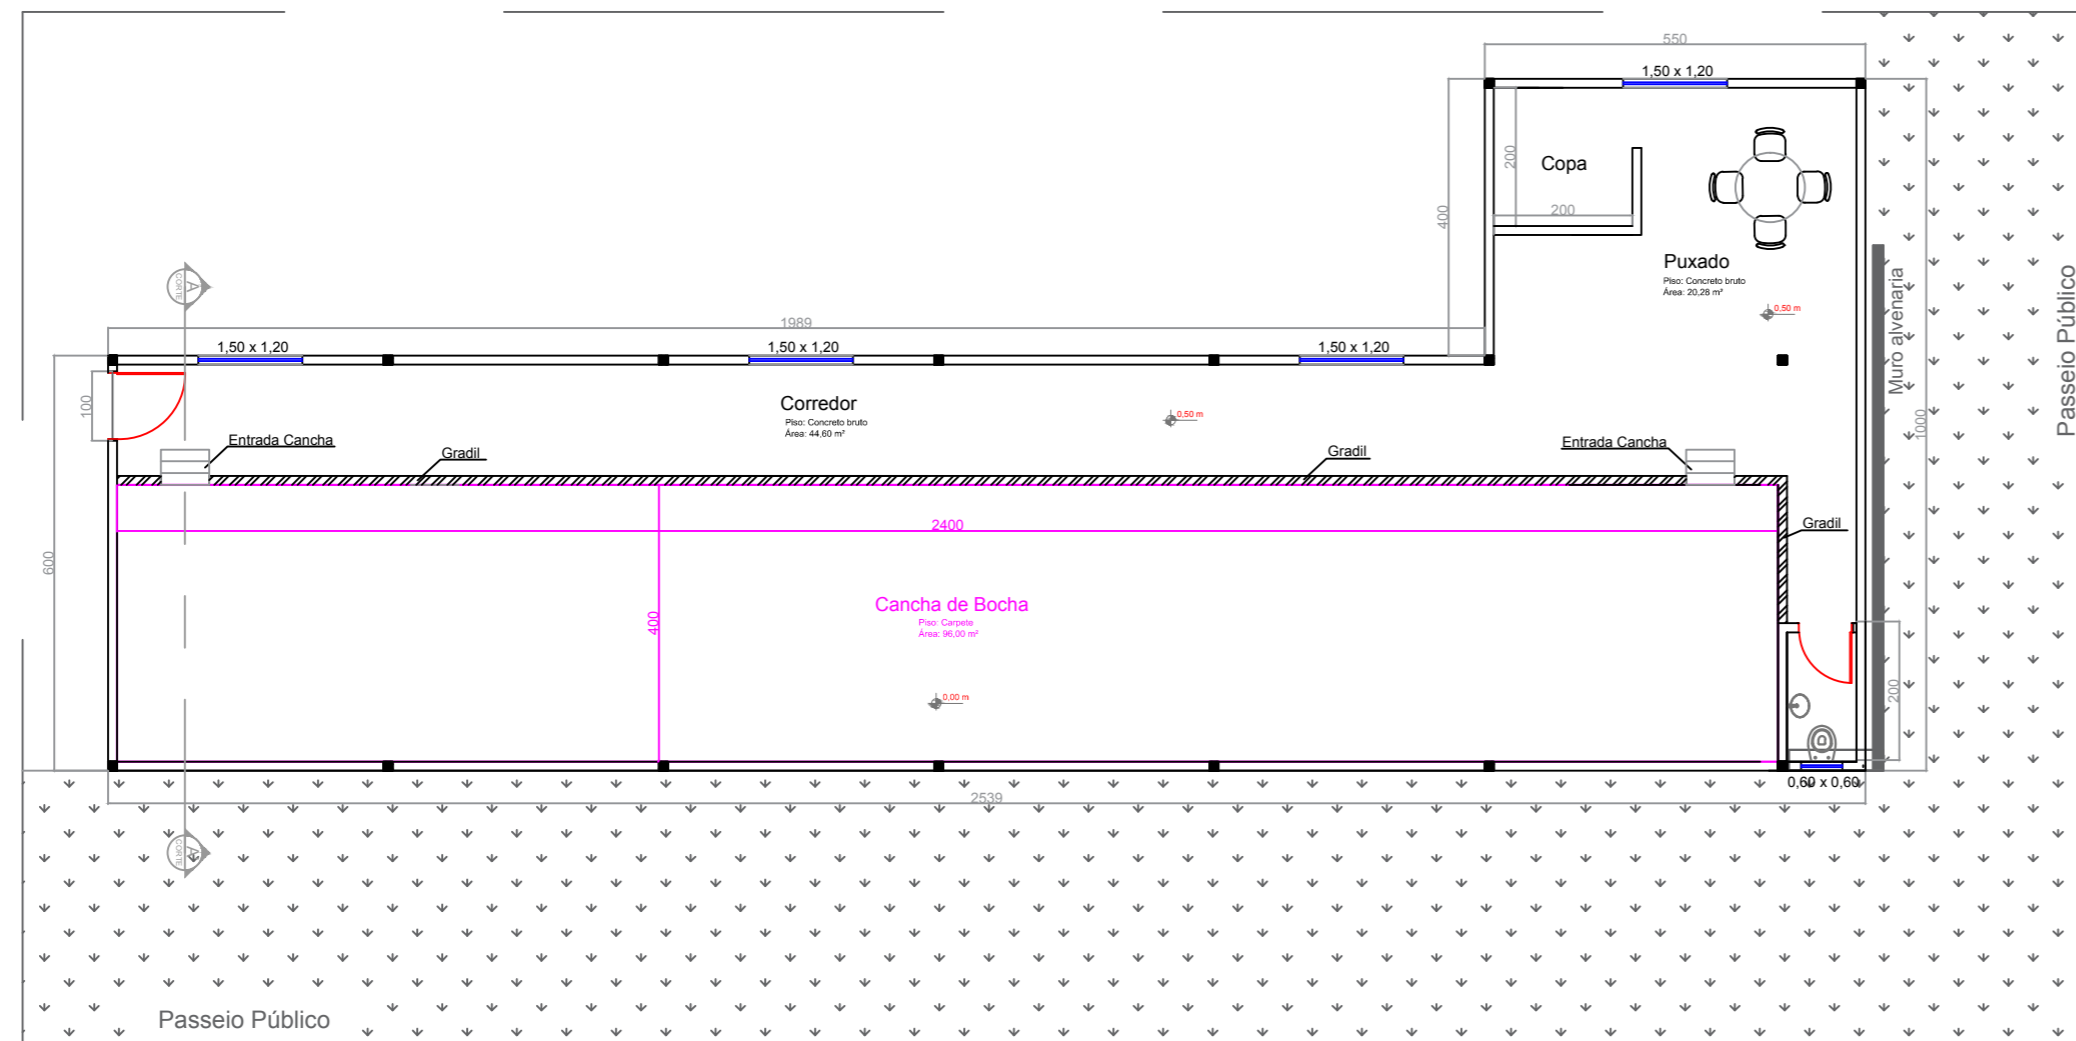 550
1,50 x 1,20
Copa
200
200
400
Puxado
Piso: Concreto bruto
Área: 20,28 m²
0,50 m
Muro alvenaria
Passeio Público
1000
A
CORTE
1989
1,50 x 1,20
1,50 x 1,20
1,50 x 1,20
100
Corredor
Piso: Concreto bruto
Área: 44,60 m²
0,50 m
Entrada Cancha
Gradil
Gradil
Entrada Cancha
2400
Gradil
600
400
Cancha de Bocha
Piso: Carpete
Área: 96,00 m²
0,00 m
200
0,60 x 0,60
2539
A
CORTE
Passeio Público